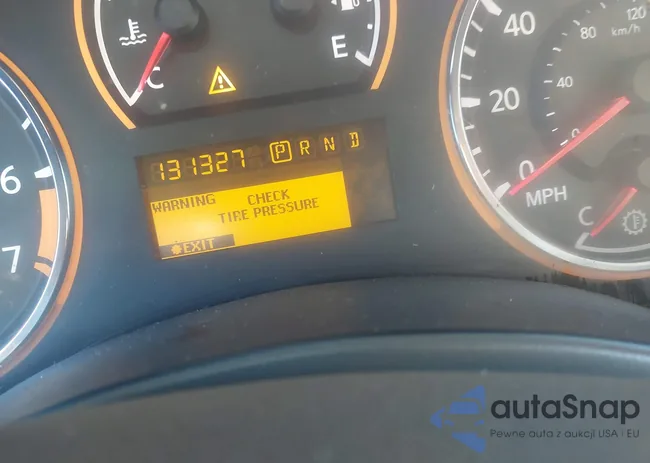 C
E
131327 P R N D
WARNING CHECK
TIRE PRESSURE
EXIT
6
7
40
20
0
MPH
120
80 km/h
40
0
C
autaSnap
Pewne auta z aukcji USA i EU